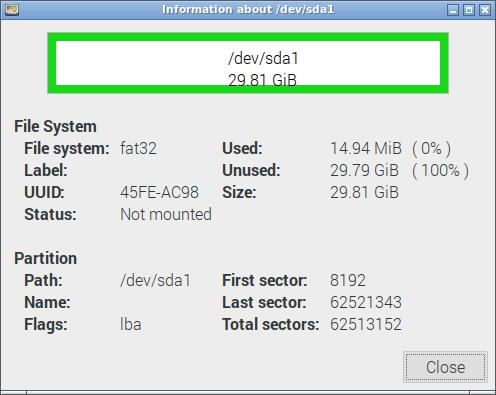 Information about /dev/sda1
/dev/sda1
29.81 GiB
File System
File system: fat32 Used: 14.94 MiB ( 0% )
Label: Unused: 29.79 GiB ( 100% )
UUID: 45FE-AC98 Size: 29.81 GiB
Status: Not mounted
Partition
Path: /dev/sda1 First sector: 8192
Name: Last sector: 62521343
Flags: lba Total sectors: 62513152
Close